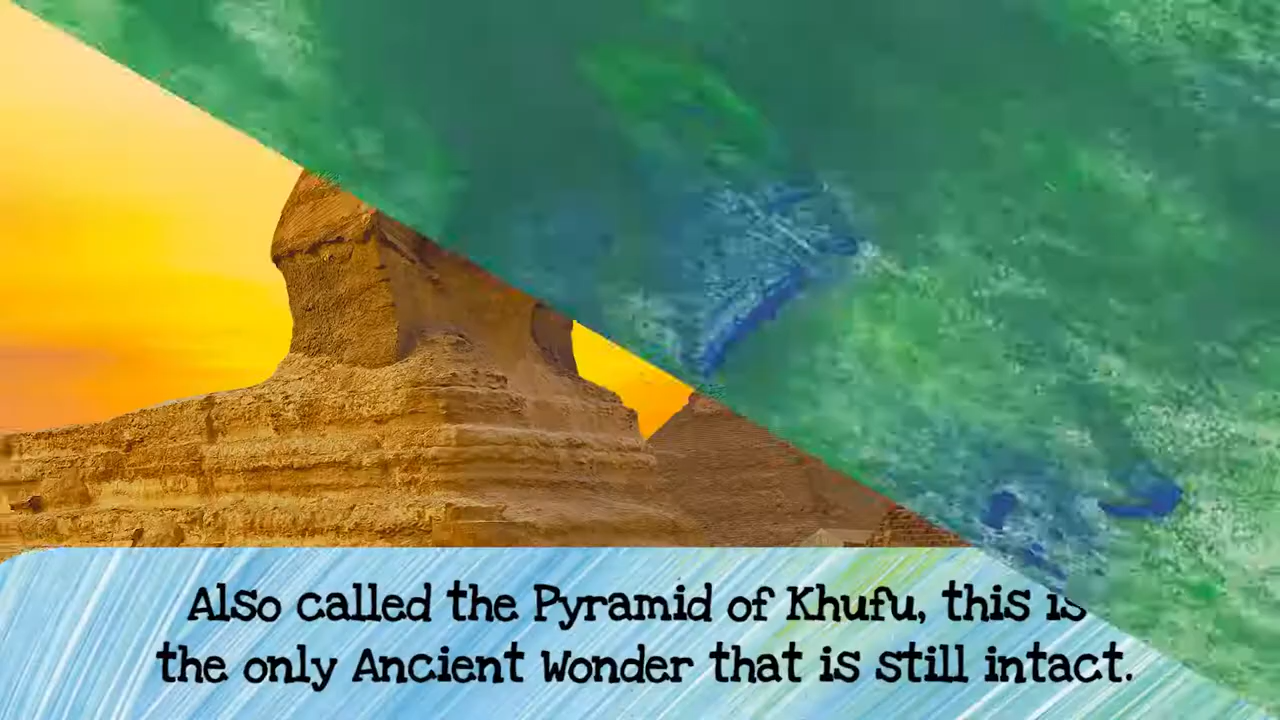 Also called the Pyramid of Khufu, this is
the only Ancient Wonder that is still intact.